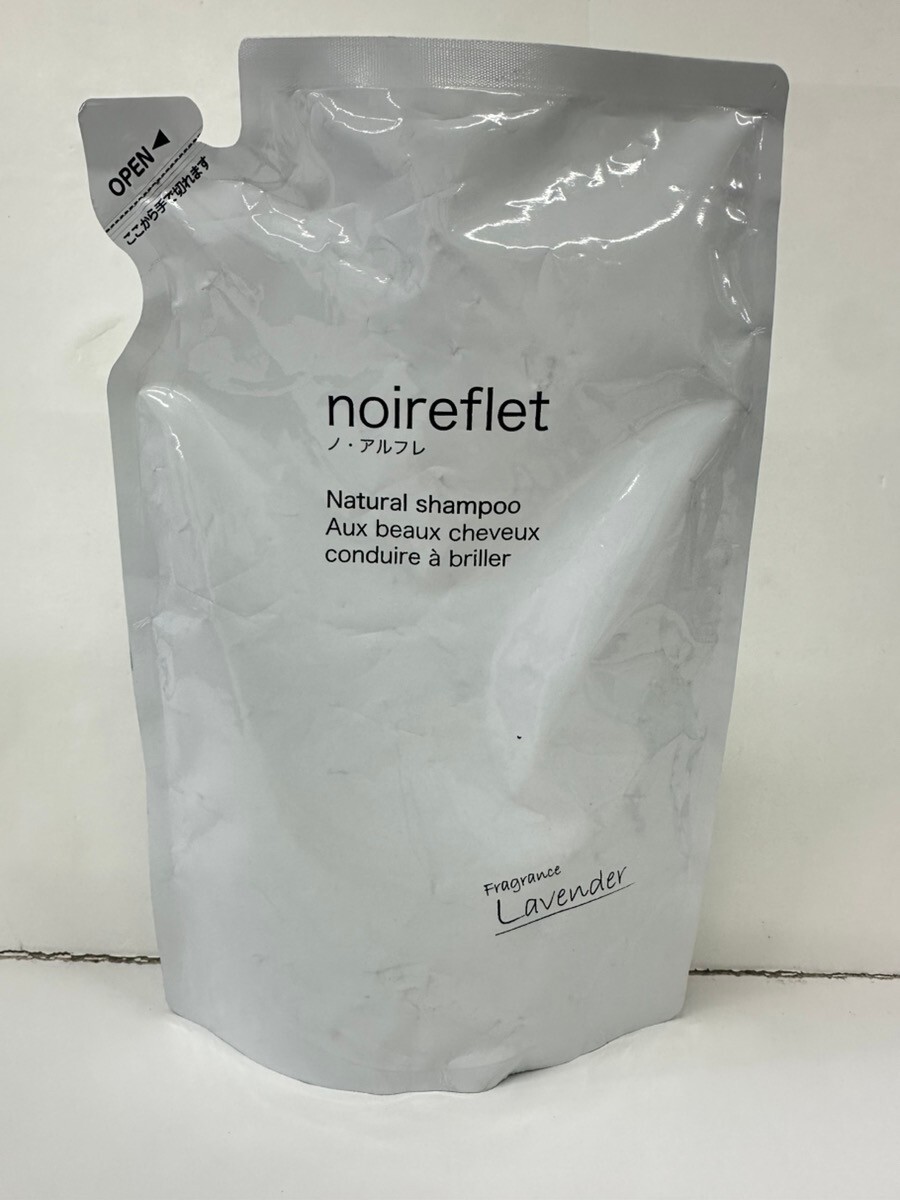 OPEN◀
ここから手で切れます
noireflet
ノ・アルフレ
Natural shampoo
Aux beaux cheveux
conduire à briller
Fragrance
Lavender